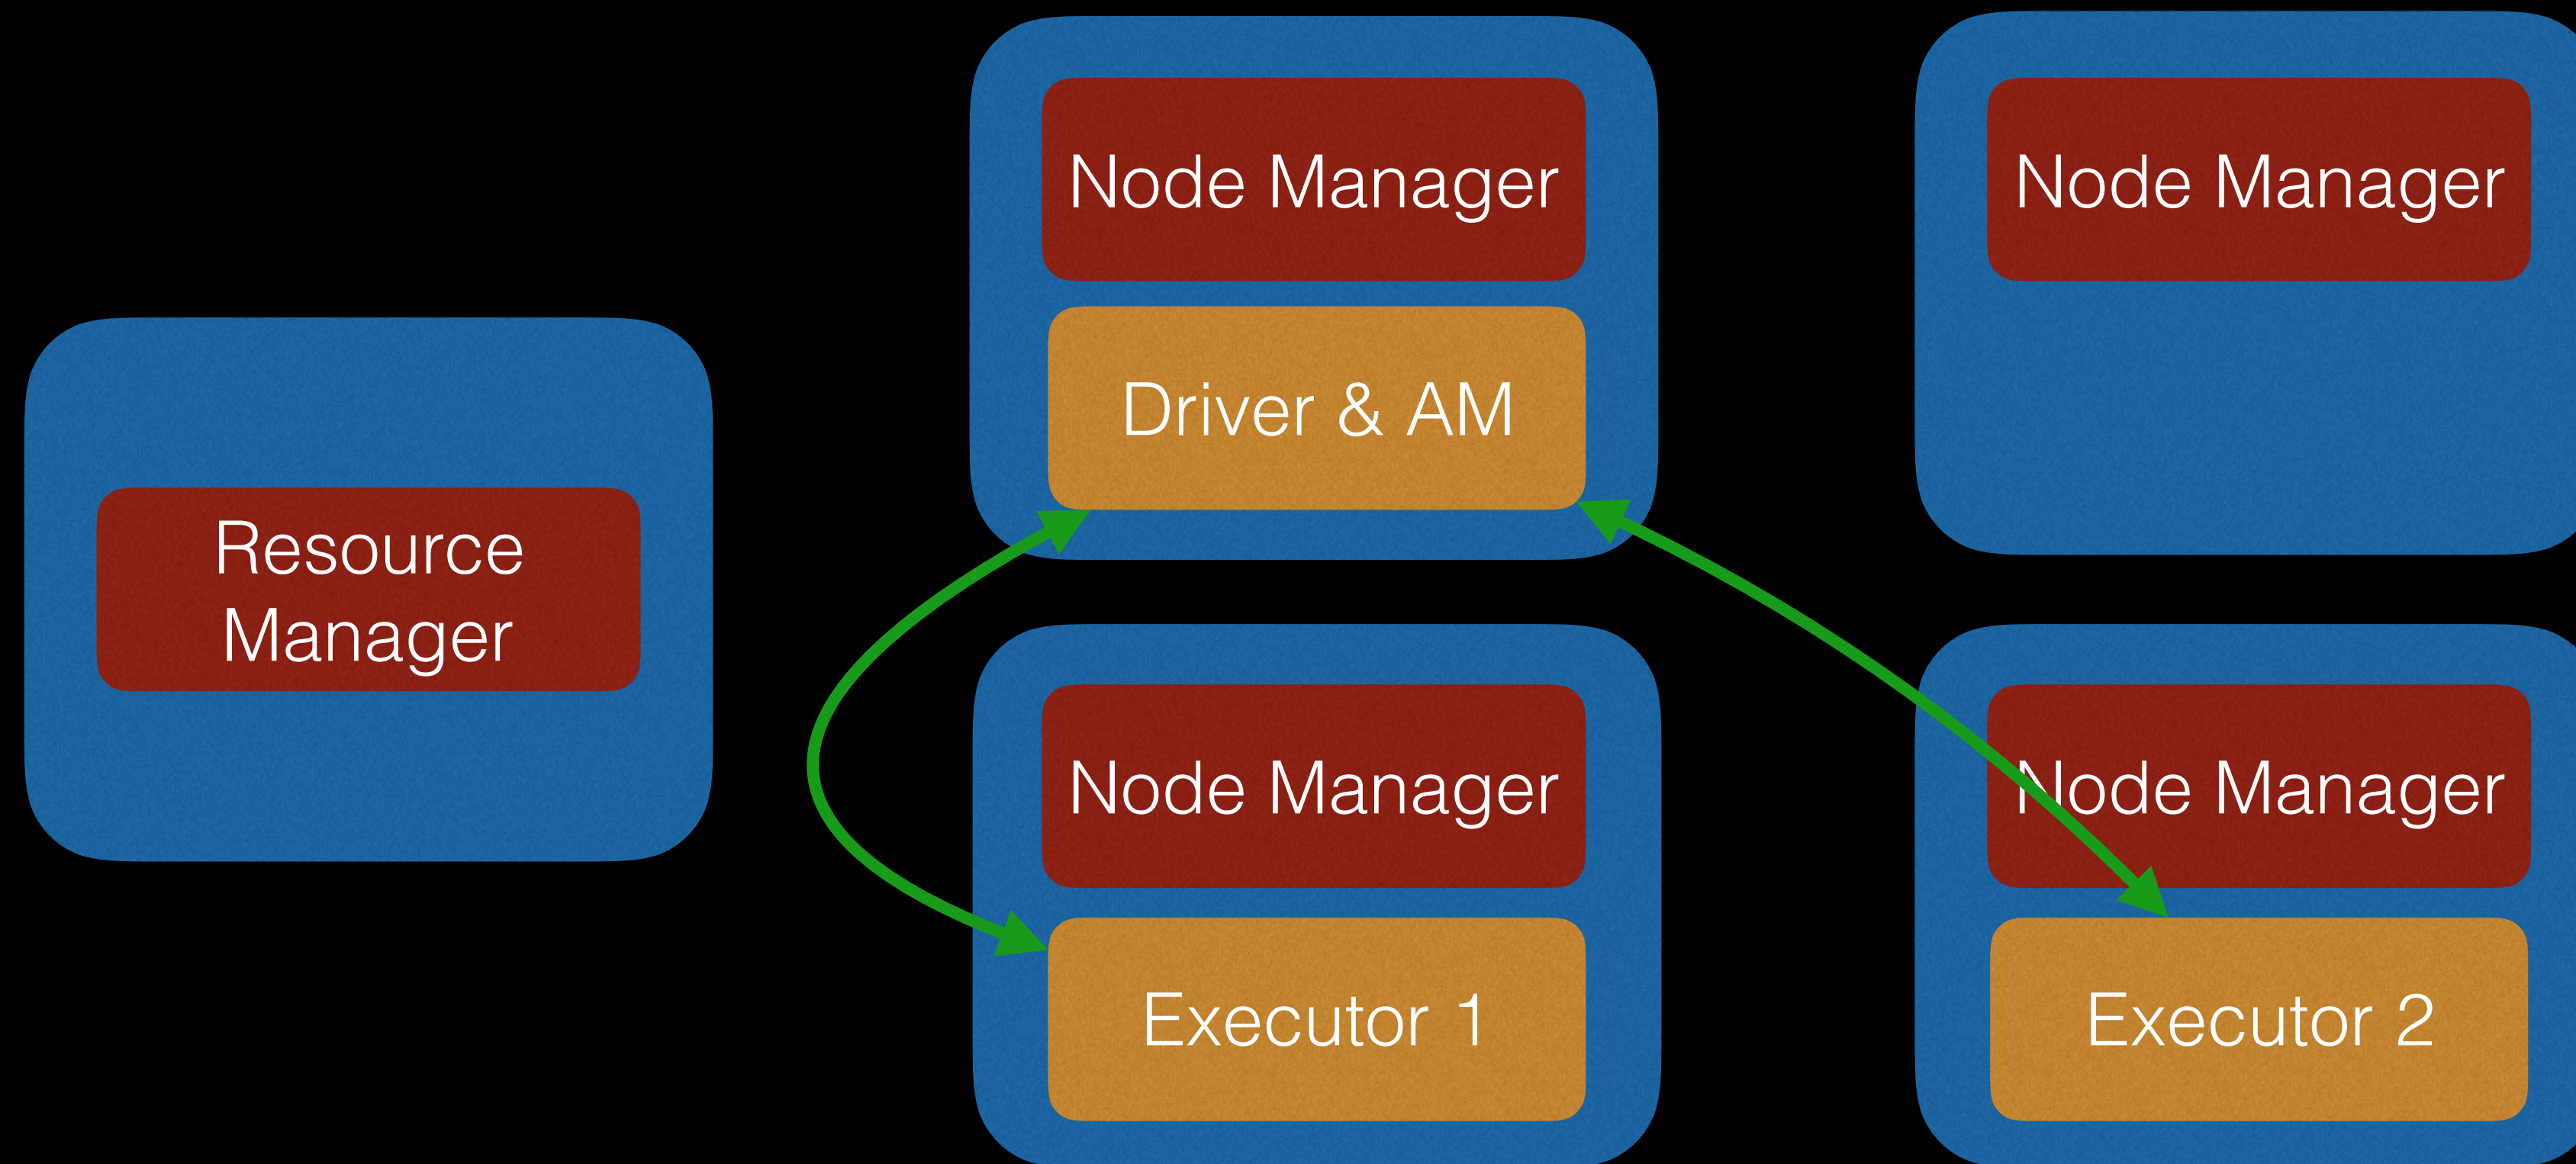 Node Manager
Node Manager
Driver & AM
Resource
Manager
Node Manager
Node Manager
Executor 1
Executor 2